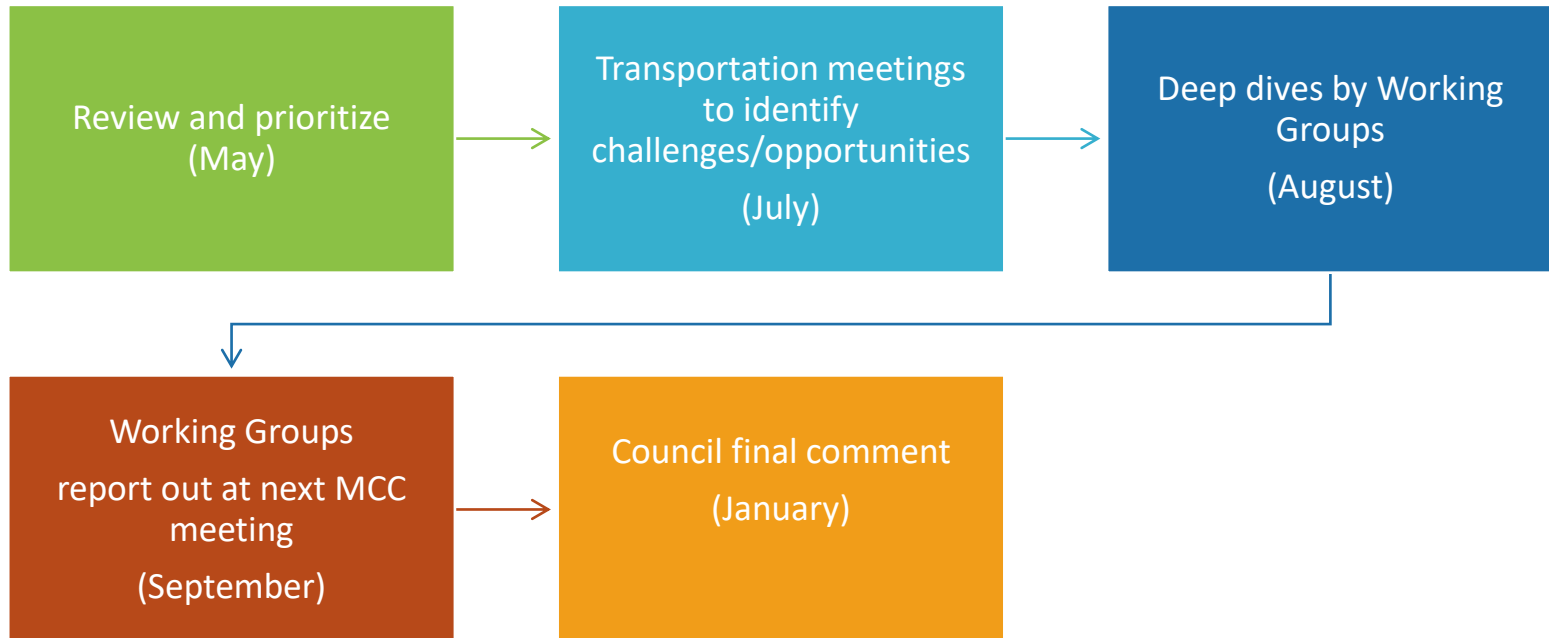 Review and prioritize
(May)
Transportation meetings
to identify
challenges/opportunities
(July)
Deep dives by Working
Groups
(August)
Working Groups
report out at next MCC
meeting
(September)
Council final comment
(January)